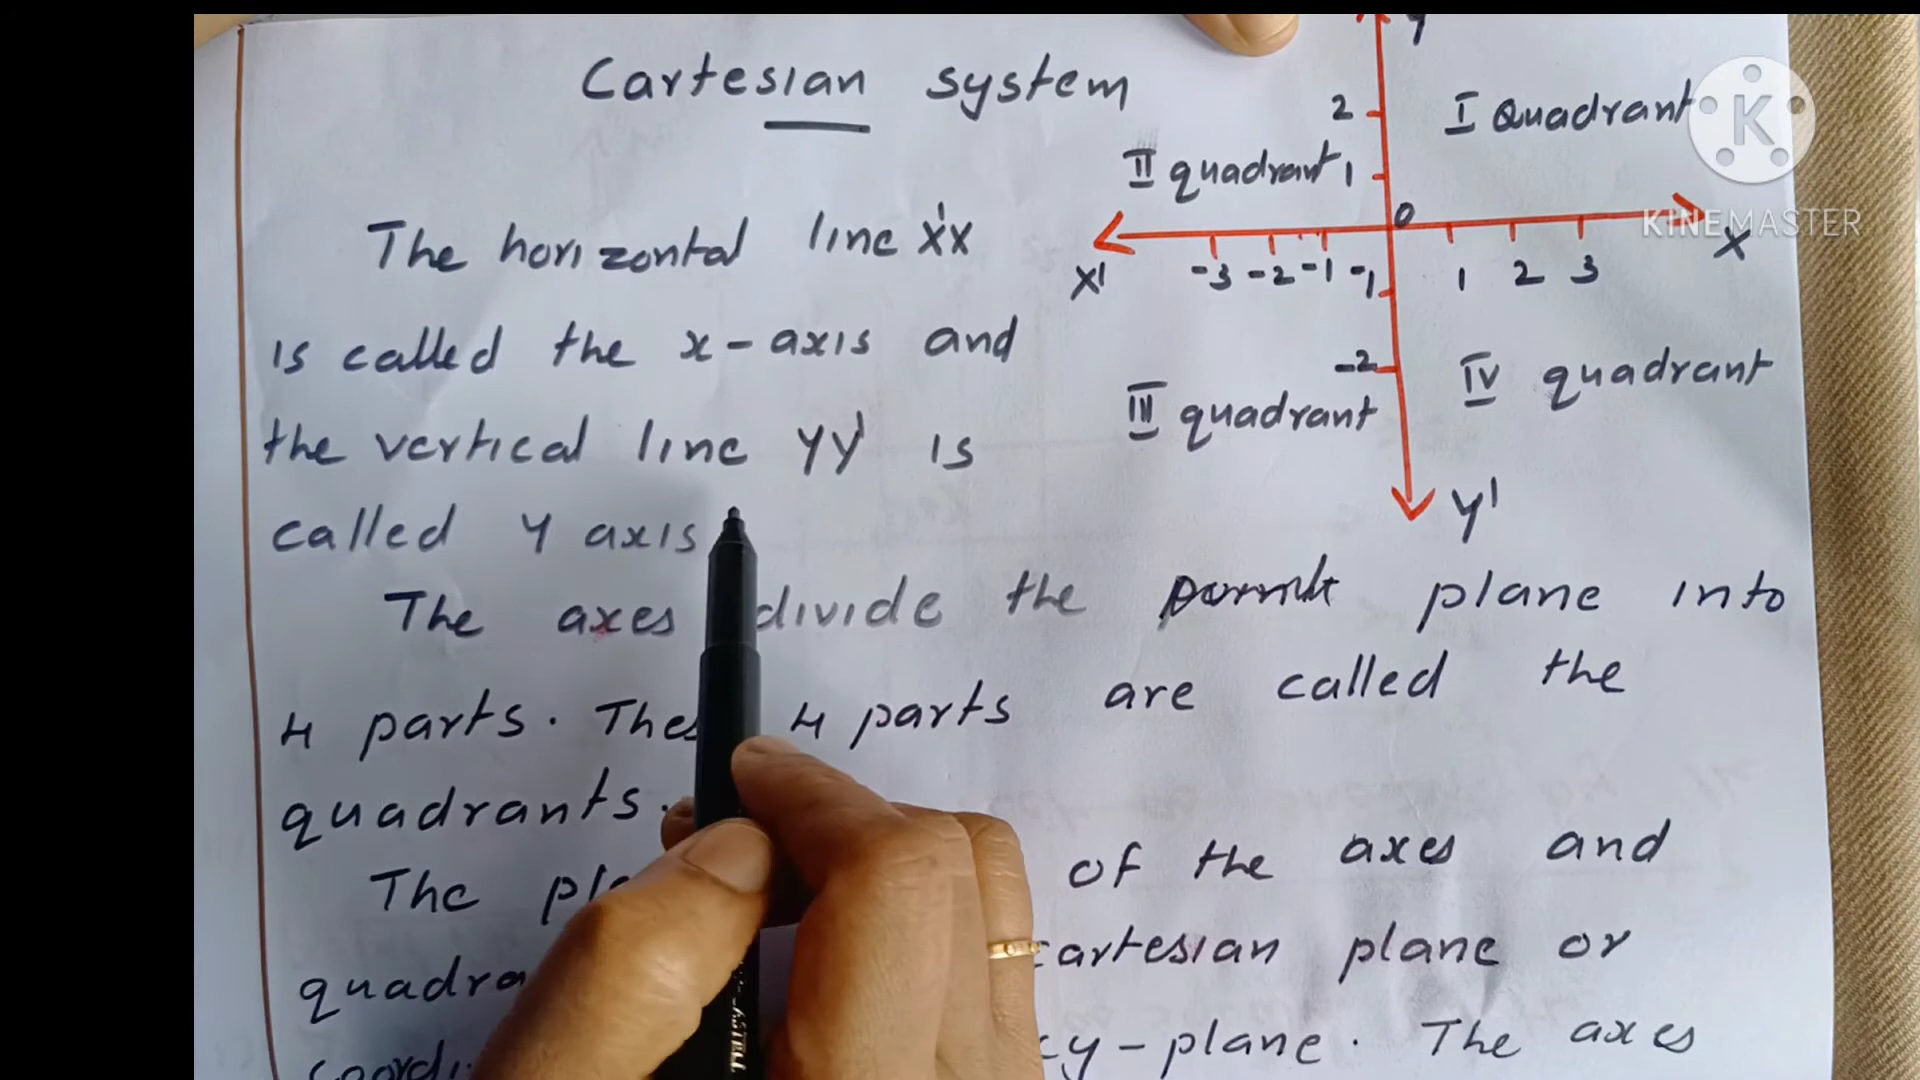 Cartesian system
The horizontal line X'X
is called the x-axis and
the vertical line YY' is
called Y axis
The axes divide the plane into
4 parts. These 4 parts are called the
quadrants.
The of the axes and
cartesian plane or
xy-plane. The axes
Y
I Quadrant
2
II quadrant 1
0
X' -3 -2 -1 -1 1 2 3 X
-2
IV quadrant
III quadrant
Y'
K
KINEMASTER